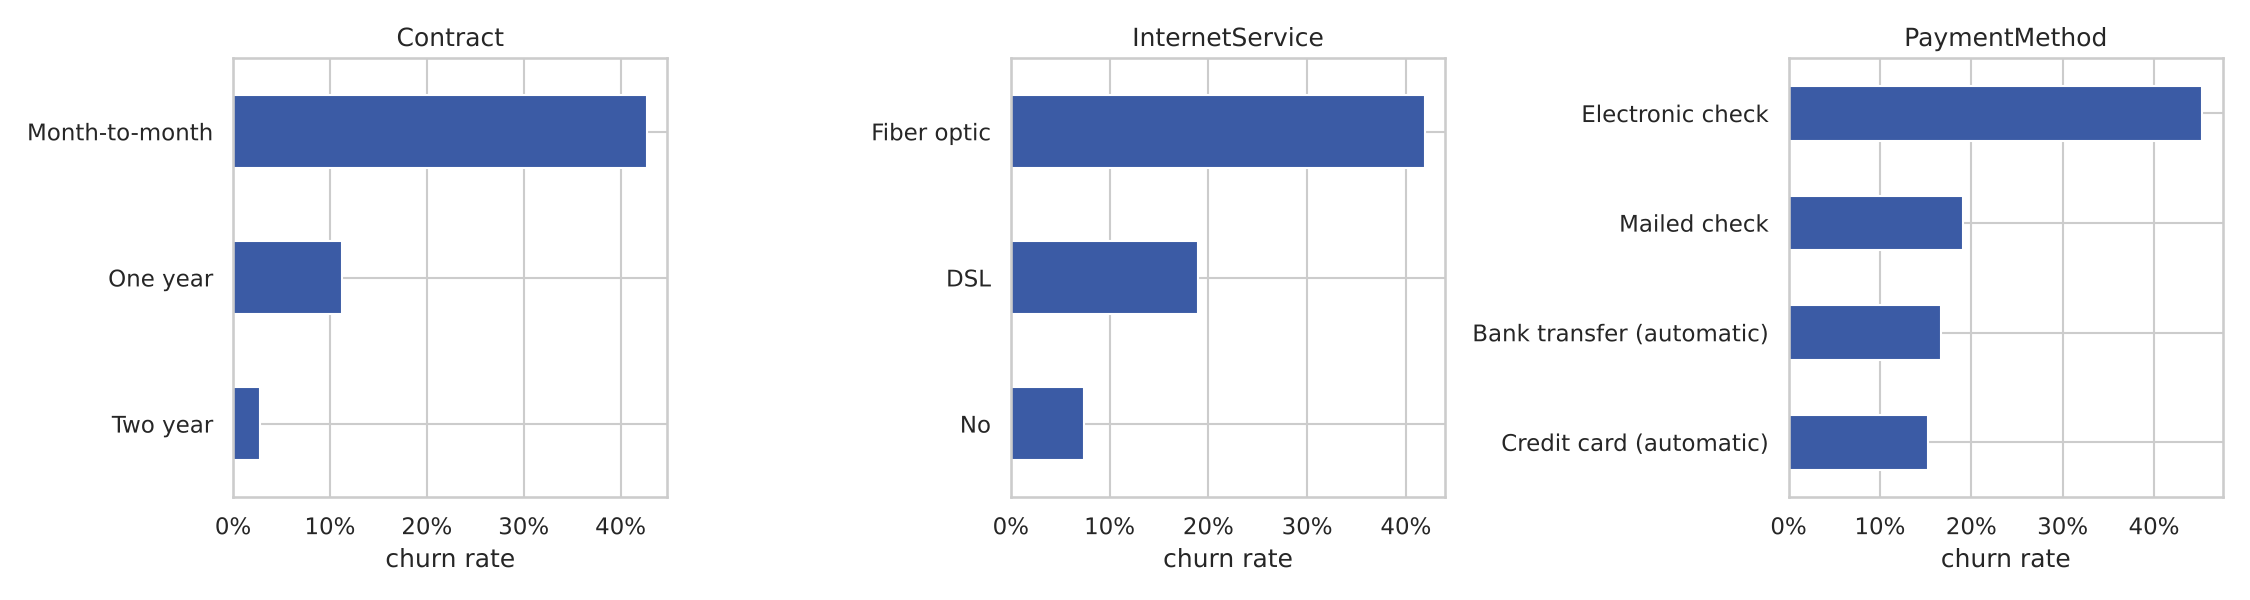 Contract
Month-to-month
One year
Two year
0% 10% 20% 30% 40%
churn rate
InternetService
Fiber optic
DSL
No
0% 10% 20% 30% 40%
churn rate
PaymentMethod
Electronic check
Mailed check
Bank transfer (automatic)
Credit card (automatic)
0% 10% 20% 30% 40%
churn rate